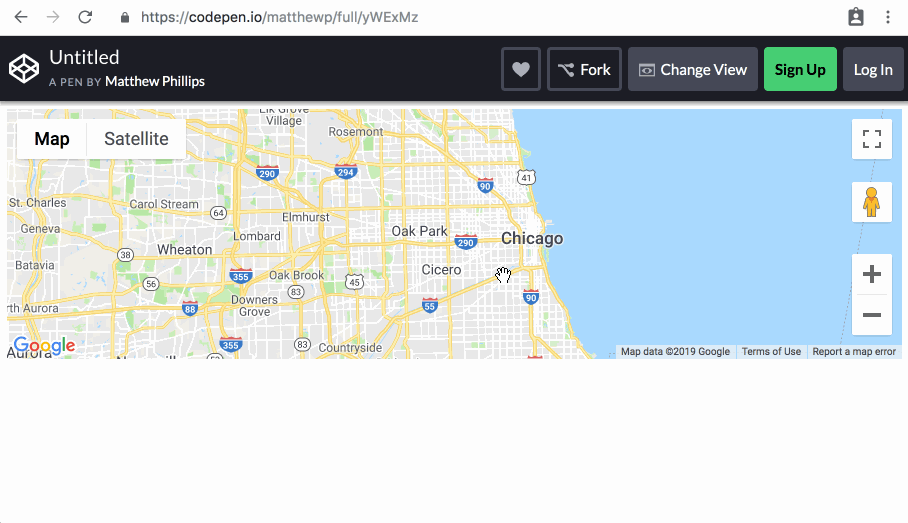 https://codepen.io/matthewp/full/yWExMz
Untitled
A PEN BY Matthew Phillips
Fork
Change View
Sign Up
Log In
Map
Satellite
Elk Grove
Village
Rosemont
290
294
90
41
St. Charles
Carol Stream
64
Elmhurst
Geneva
Lombard
Oak Park
290
Chicago
Wheaton
38
Batavia
355
Oak Brook
Cicero
56
83
45
90
Downers
Grove
88
55
rth Aurora
355
83
Countryside
Google
Aurora
Map data ©2019 Google
Terms of Use
Report a map error